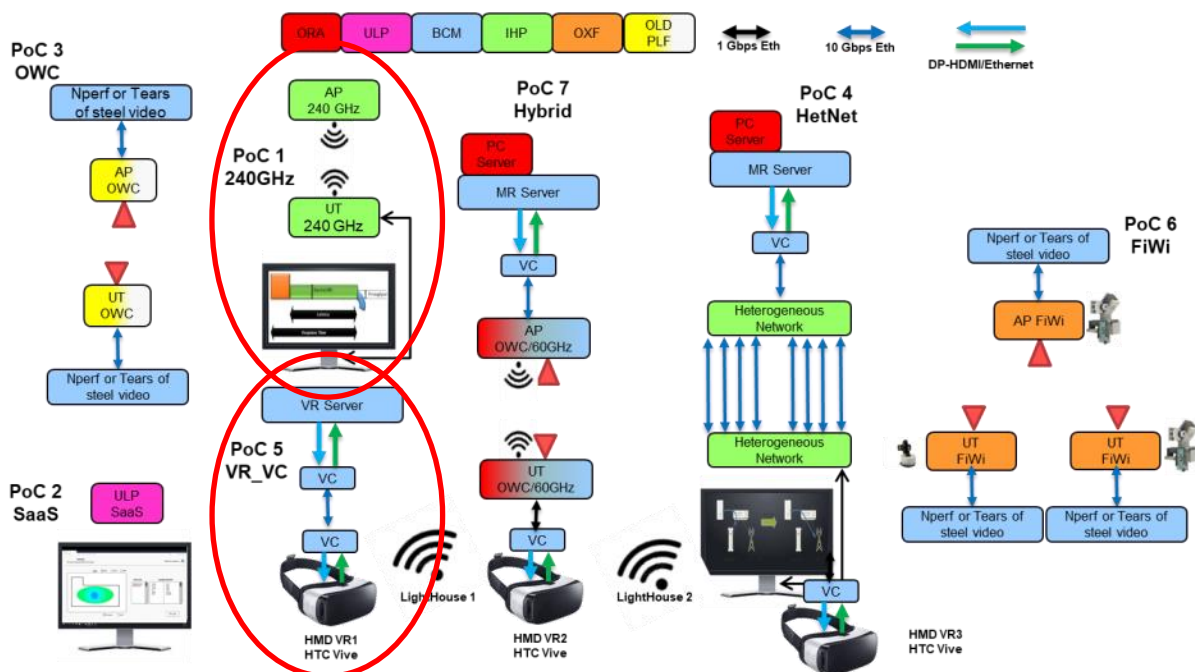 ORA
ULP
BCM
IHP
OXF
OLD
PLF
1 Gbps Eth
10 Gbps Eth
DP-HDMI/Ethernet
PoC 3
OWC
Nperf or Tears
of steel video
AP
OWC
UT
OWC
Nperf or Tears of
steel video
PoC 2
SaaS
ULP
SaaS
PoC 1
240GHz
AP
240 GHz
UT
240 GHz
PoC 5
VR_VC
VR Server
VC
VC
HMD VR1
HTC Vive
LightHouse 1
PoC 7
Hybrid
PC
Server
MR Server
VC
AP
OWC/60GHz
UT
OWC/60GHz
VC
HMD VR2
HTC Vive
LightHouse 2
PoC 4
HetNet
PC
Server
MR Server
VC
Heterogeneous
Network
Heterogeneous
Network
VC
HMD VR3
HTC Vive
PoC 6
FiWi
Nperf or Tears of
steel video
AP FiWi
UT
FiWi
UT
FiWi
Nperf or Tears of
steel video
Nperf or Tears of
steel video